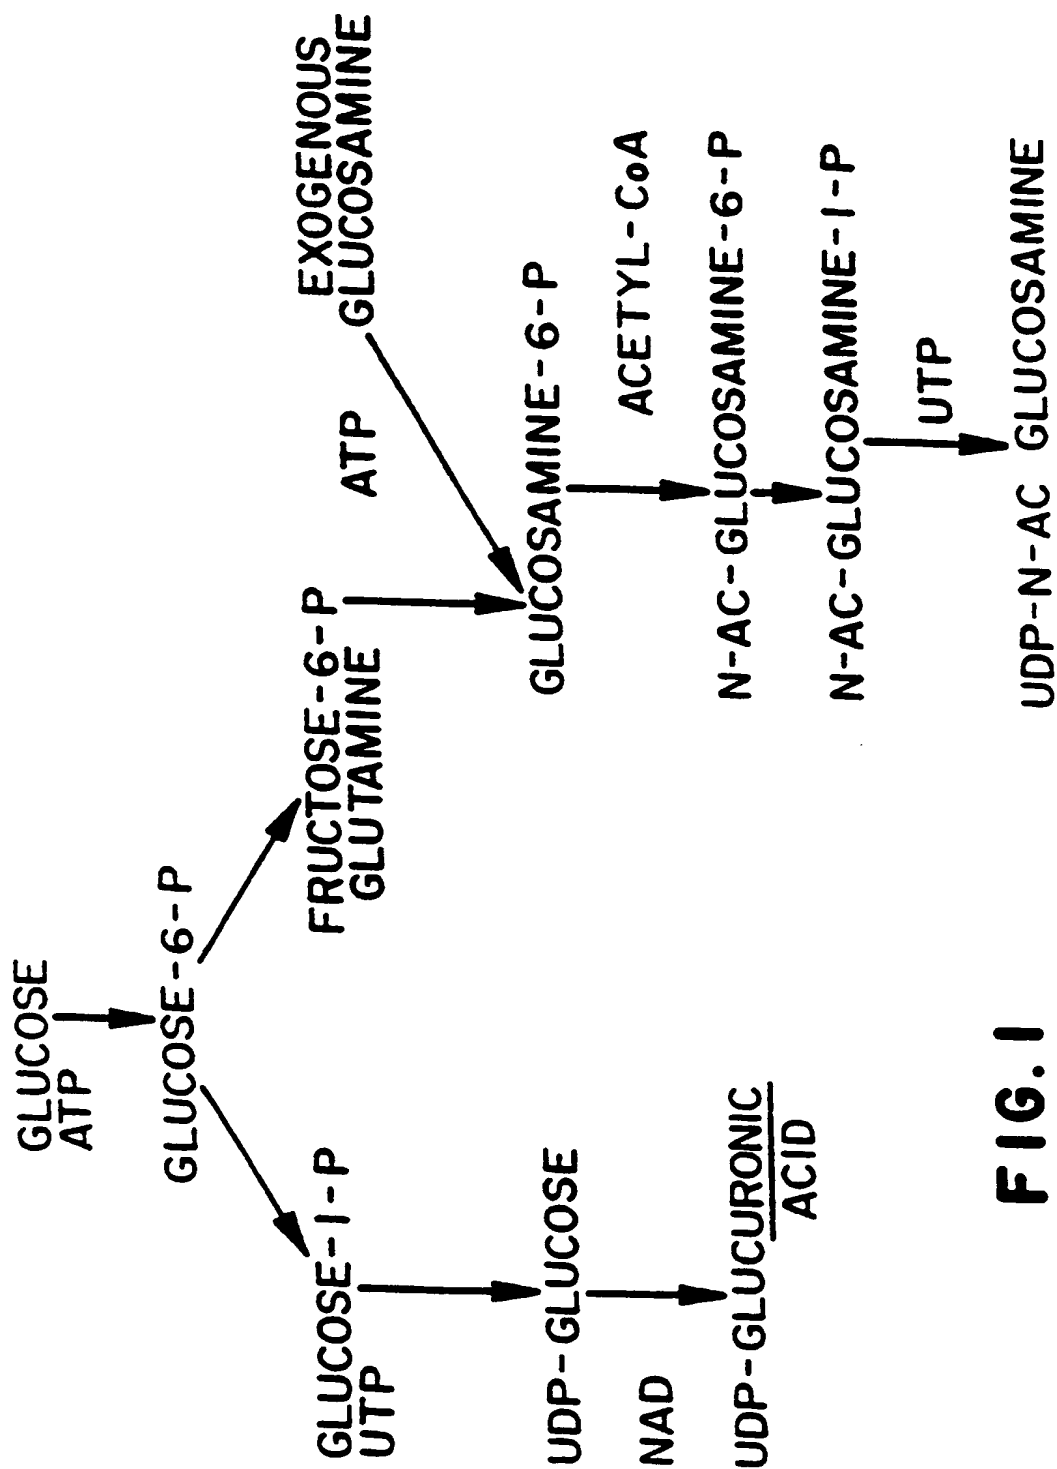 GLUCOSE
ATP
GLUCOSE-6-P
GLUCOSE-1-P
UTP
FRUCTOSE-6-P
GLUTAMINE
ATP
EXOGENOUS
GLUCOSAMINE
UDP-GLUCOSE
GLUCOSAMINE-6-P
NAD
ACETYL-CoA
UDP-GLUCURONIC
ACID
N-AC-GLUCOSAMINE-6-P
N-AC-GLUCOSAMINE-1-P
UTP
UDP-N-AC GLUCOSAMINE
FIG. 1